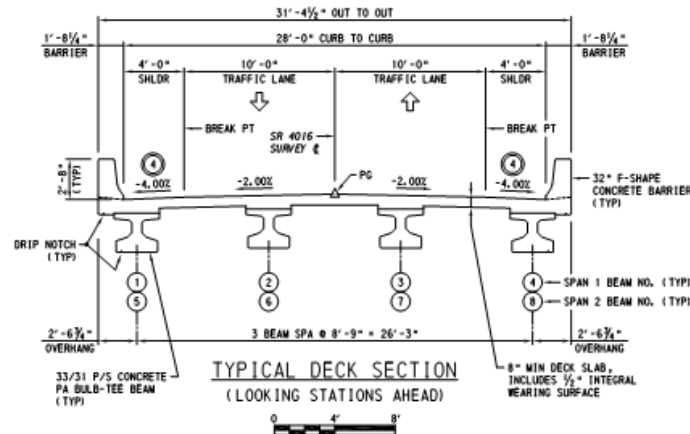 31'-4½" OUT TO OUT
1'-8¼"
BARRIER
28'-0" CURB TO CURB
1'-8¼"
BARRIER
4'-0"
SHLDR
10'-0"
TRAFFIC LANE
10'-0"
TRAFFIC LANE
4'-0"
SHLDR
BREAK PT
SR 4016
SURVEY ℄
BREAK PT
2'-8"
(TYP)
4
-4.00%
-2.00%
PG
-2.00%
4
-4.00%
32" F-SHAPE
CONCRETE BARRIER
(TYP)
DRIP NOTCH
(TYP)
1
2
3
4
SPAN 1 BEAM NO. (TYP)
5
6
7
8
SPAN 2 BEAM NO. (TYP)
2'-6¾"
OVERHANG
3 BEAM SPA @ 8'-9" = 26'-3"
2'-6¾"
OVERHANG
33/31 P/S CONCRETE
PA BULB-TEE BEAM
(TYP)
TYPICAL DECK SECTION
(LOOKING STATIONS AHEAD)
8" MIN DECK SLAB,
INCLUDES ½" INTEGRAL
WEARING SURFACE
0 4' 8'